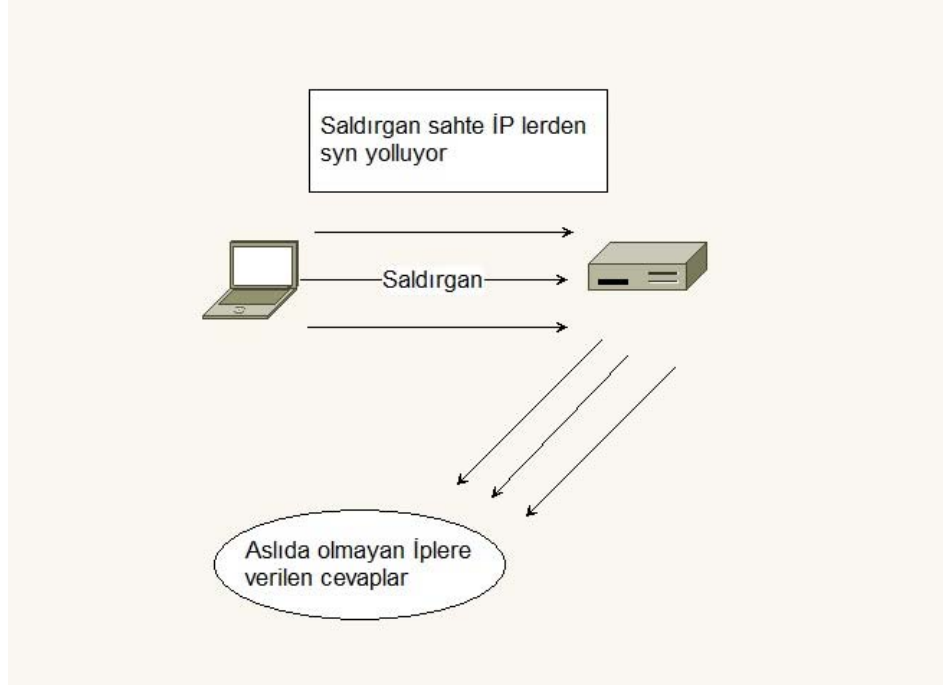 Saldırgan sahte İP lerden
syn yolluyor
Saldırgan
Aslıda olmayan İplere
verilen cevaplar